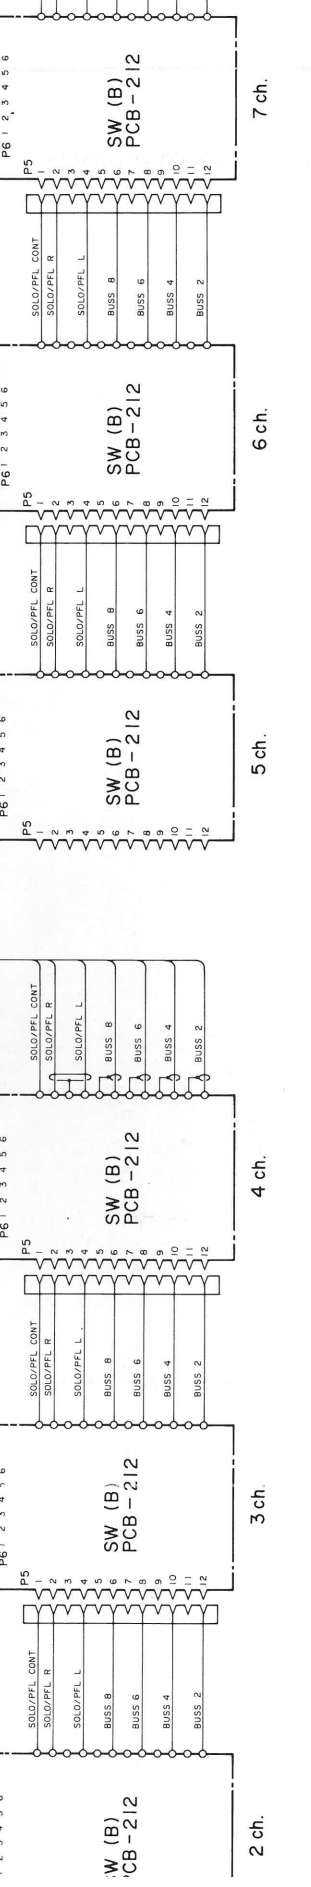 2 ch.
SW (B)
PCB-212
SOLO/PFL CONT
SOLO/PFL R
SOLO/PFL L
BUSS 8
BUSS 6
BUSS 4
BUSS 2
P5
1 2 3 4 5 6 7 8 9 10 11 12
P6 1 2 3 4 5 6
SW (B)
PCB-212
3 ch.
SOLO/PFL CONT
SOLO/PFL R
SOLO/PFL L
BUSS 8
BUSS 6
BUSS 4
BUSS 2
P5
1 2 3 4 5 6 7 8 9 10 11 12
P6 1 2 3 4 5 6
SW (B)
PCB-212
4 ch.
SOLO/PFL CONT
SOLO/PFL R
SOLO/PFL L
BUSS 8
BUSS 6
BUSS 4
BUSS 2
P5
1 2 3 4 5 6 7 8 9 10 11 12
P6 1 2 3 4 5 6
SW (B)
PCB-212
5 ch.
SOLO/PFL CONT
SOLO/PFL R
SOLO/PFL L
BUSS 8
BUSS 6
BUSS 4
BUSS 2
P5
1 2 3 4 5 6 7 8 9 10 11 12
P6 1 2 3 4 5 6
SW (B)
PCB-212
6 ch.
SOLO/PFL CONT
SOLO/PFL R
SOLO/PFL L
BUSS 8
BUSS 6
BUSS 4
BUSS 2
P5
1 2 3 4 5 6 7 8 9 10 11 12
P6 1 2 3 4 5 6
SW (B)
PCB-212
7 ch.